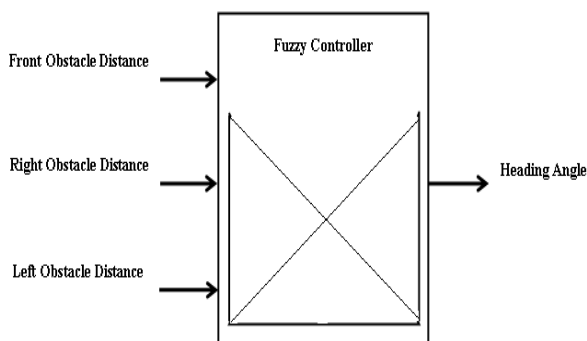 Fuzzy Controller
Front Obstacle Distance
Right Obstacle Distance
Heading Angle
Left Obstacle Distance